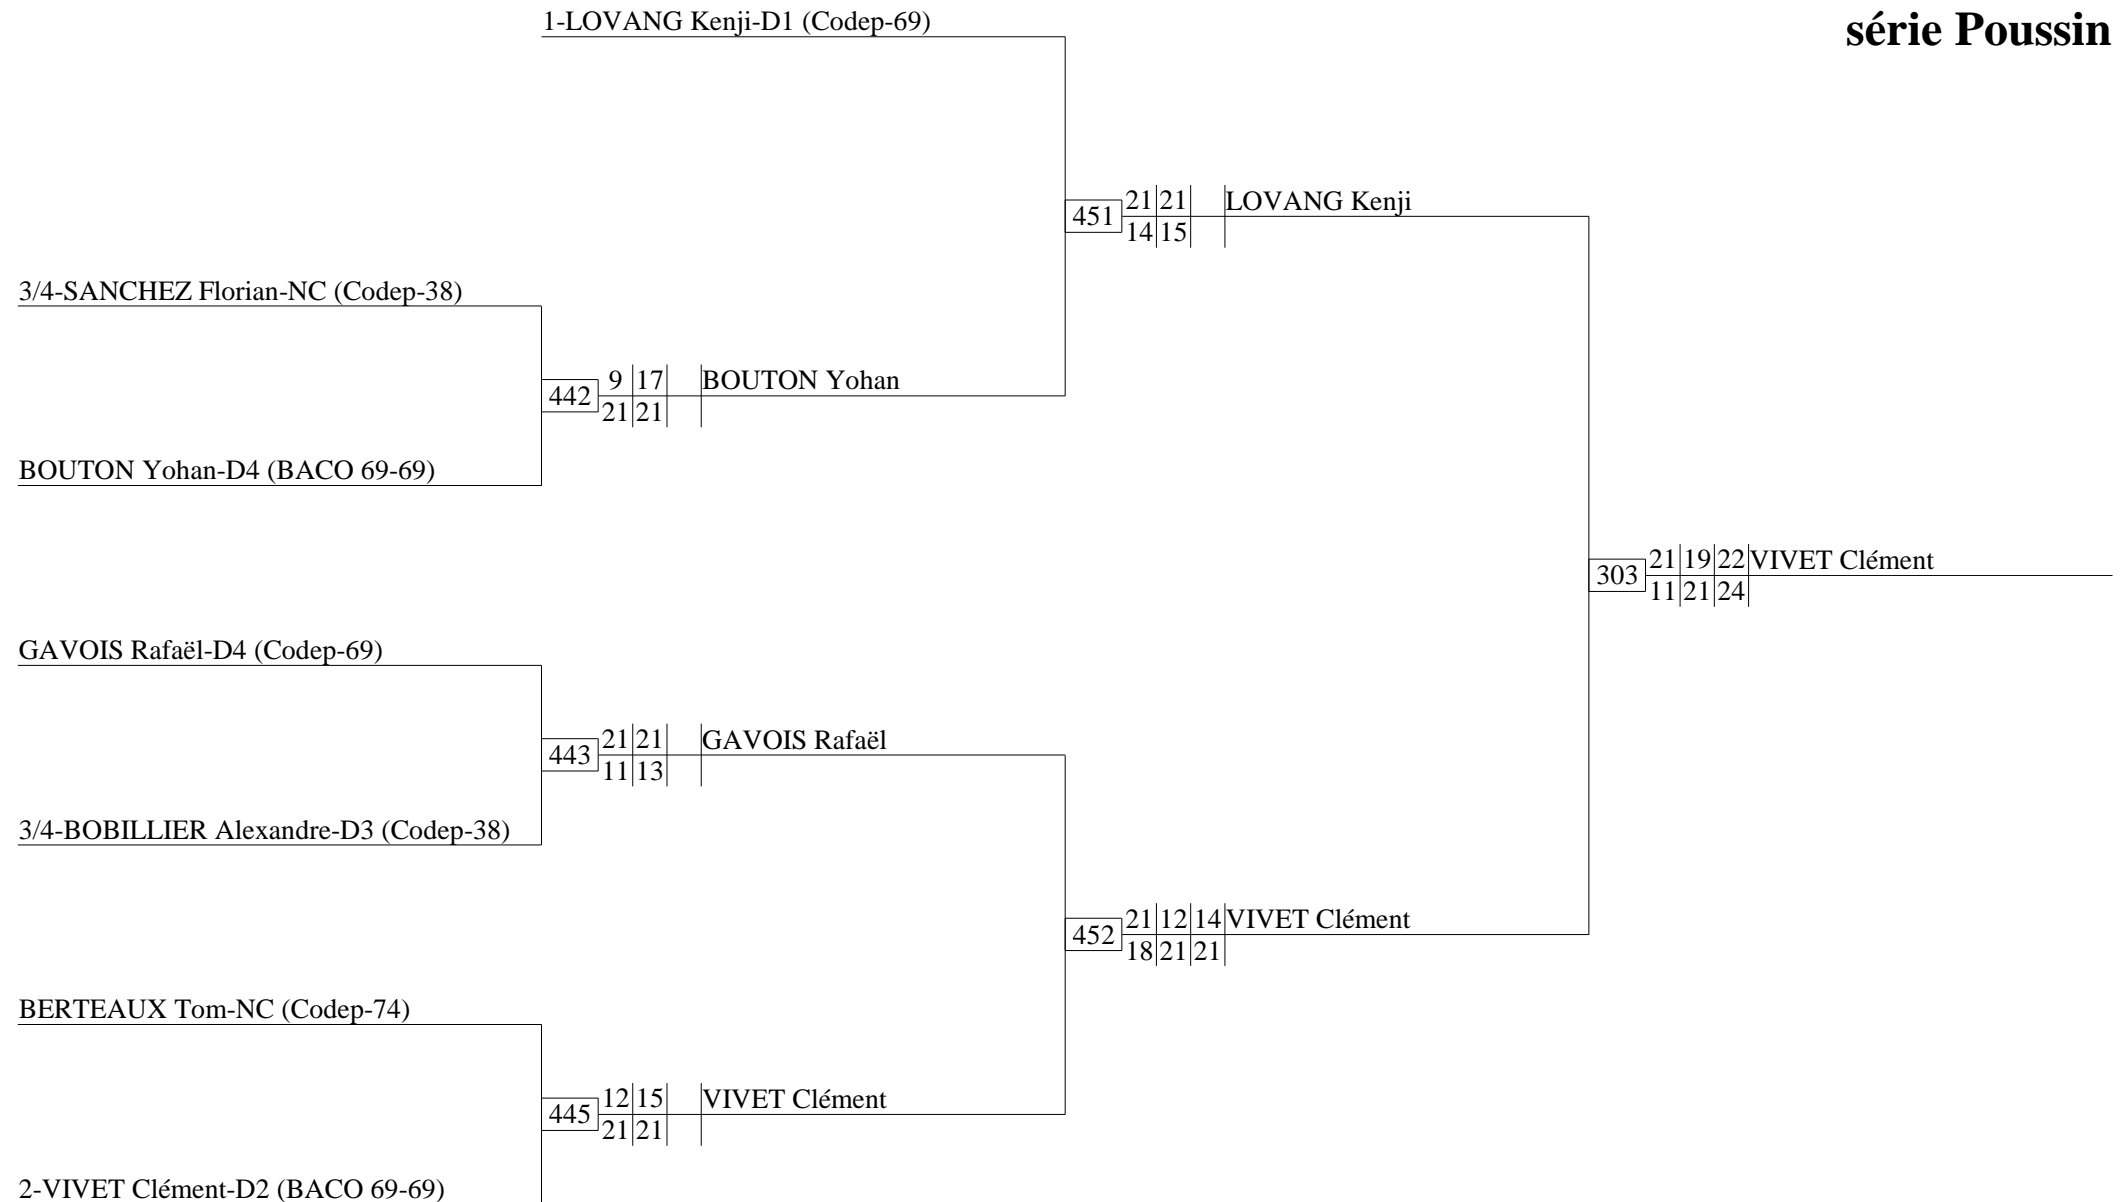 1-LOVANG Kenji-D1 (Codep-69)
série Poussin
451 21 21 LOVANG Kenji
14 15
3/4-SANCHEZ Florian-NC (Codep-38)
442 9 17 BOUTON Yohan
21 21
BOUTON Yohan-D4 (BACO 69-69)
303 21 19 22 VIVET Clément
11 21 24
GAVOIS Rafaël-D4 (Codep-69)
443 21 21 GAVOIS Rafaël
11 13
3/4-BOBILLIER Alexandre-D3 (Codep-38)
452 21 12 14 VIVET Clément
18 21 21
BERTEAUX Tom-NC (Codep-74)
445 12 15 VIVET Clément
21 21
2-VIVET Clément-D2 (BACO 69-69)